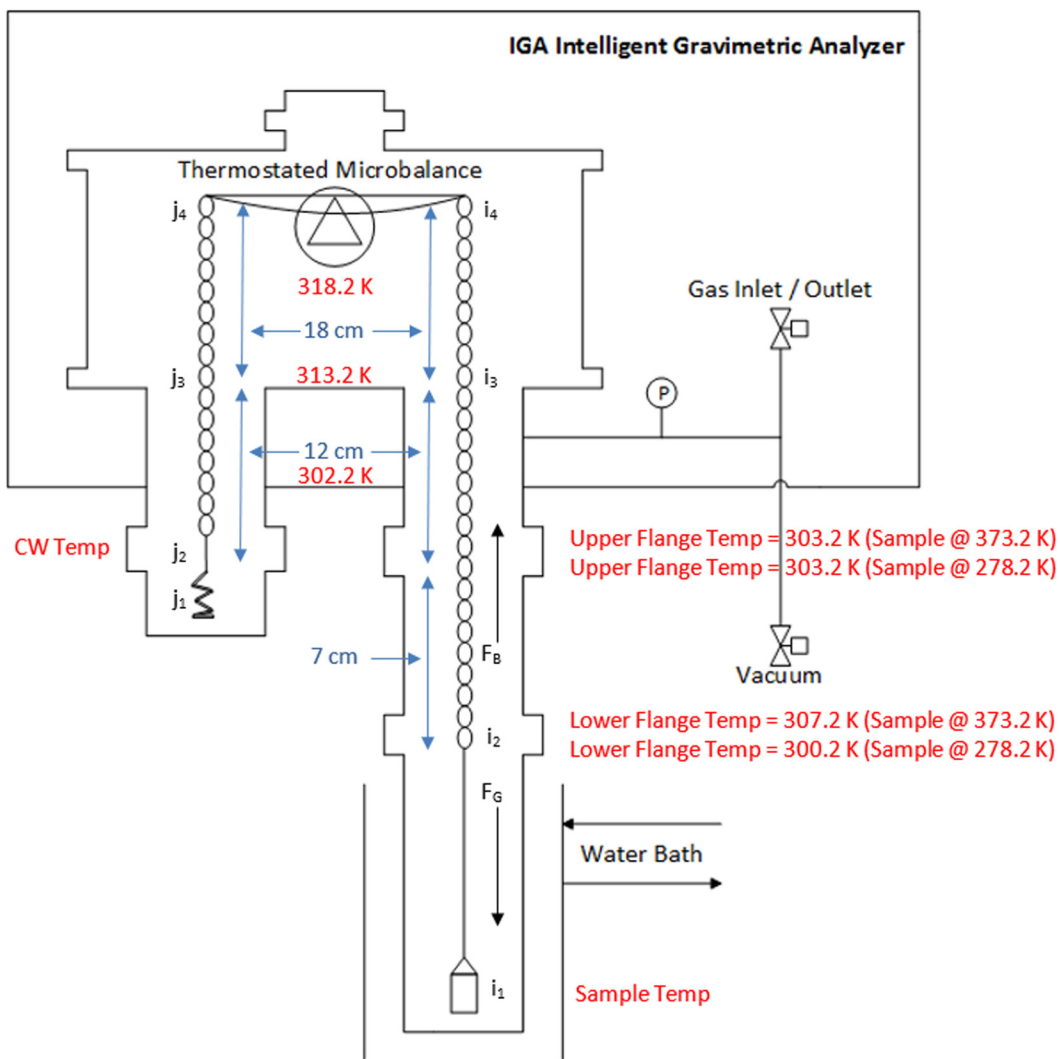 IGA Intelligent Gravimetric Analyzer
Thermostated Microbalance
j₄
i₄
318.2 K
Gas Inlet / Outlet
18 cm
j₃
313.2 K
i₃
P
12 cm
302.2 K
CW Temp
j₂
Upper Flange Temp = 303.2 K (Sample @ 373.2 K)
Upper Flange Temp = 303.2 K (Sample @ 278.2 K)
j₁
7 cm
F_B
Vacuum
Lower Flange Temp = 307.2 K (Sample @ 373.2 K)
i₂
Lower Flange Temp = 300.2 K (Sample @ 278.2 K)
F_G
Water Bath
i₁
Sample Temp